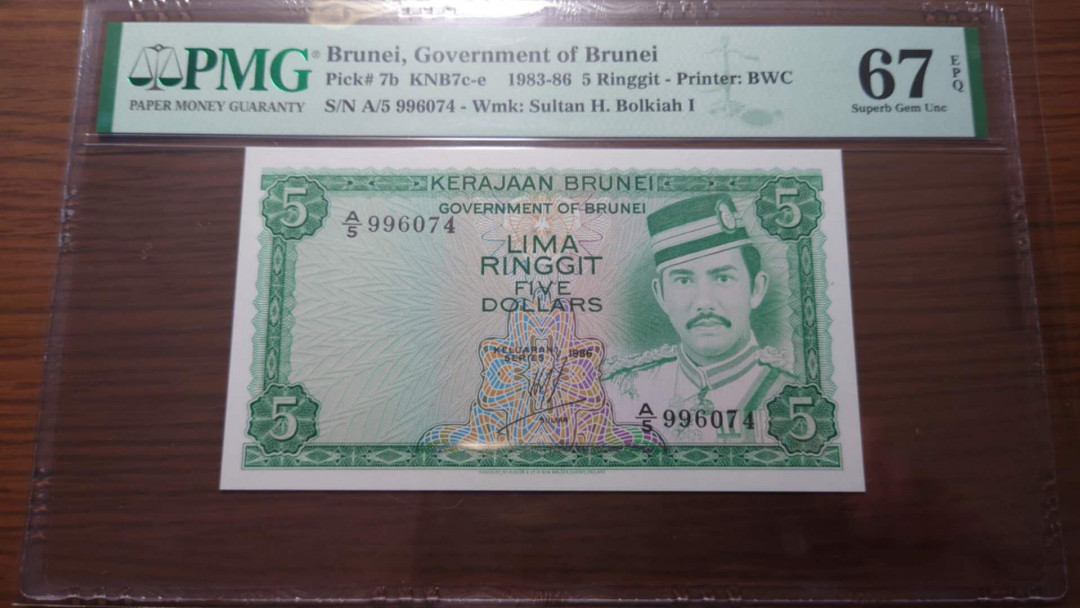 PMG® Brunei, Government of Brunei
Pick# 7b KNB7c-e 1983-86 5 Ringgit - Printer: BWC
PAPER MONEY GUARANTY S/N A/5 996074 - Wmk: Sultan H. Bolkiah I
67 EPQ
Superb Gem Unc
5 KERAJAAN BRUNEI 5
GOVERNMENT OF BRUNEI
A/5 996074
LIMA
RINGGIT
FIVE
DOLLARS
KELUARAN
SERIES 1986
5 A/5 996074 5